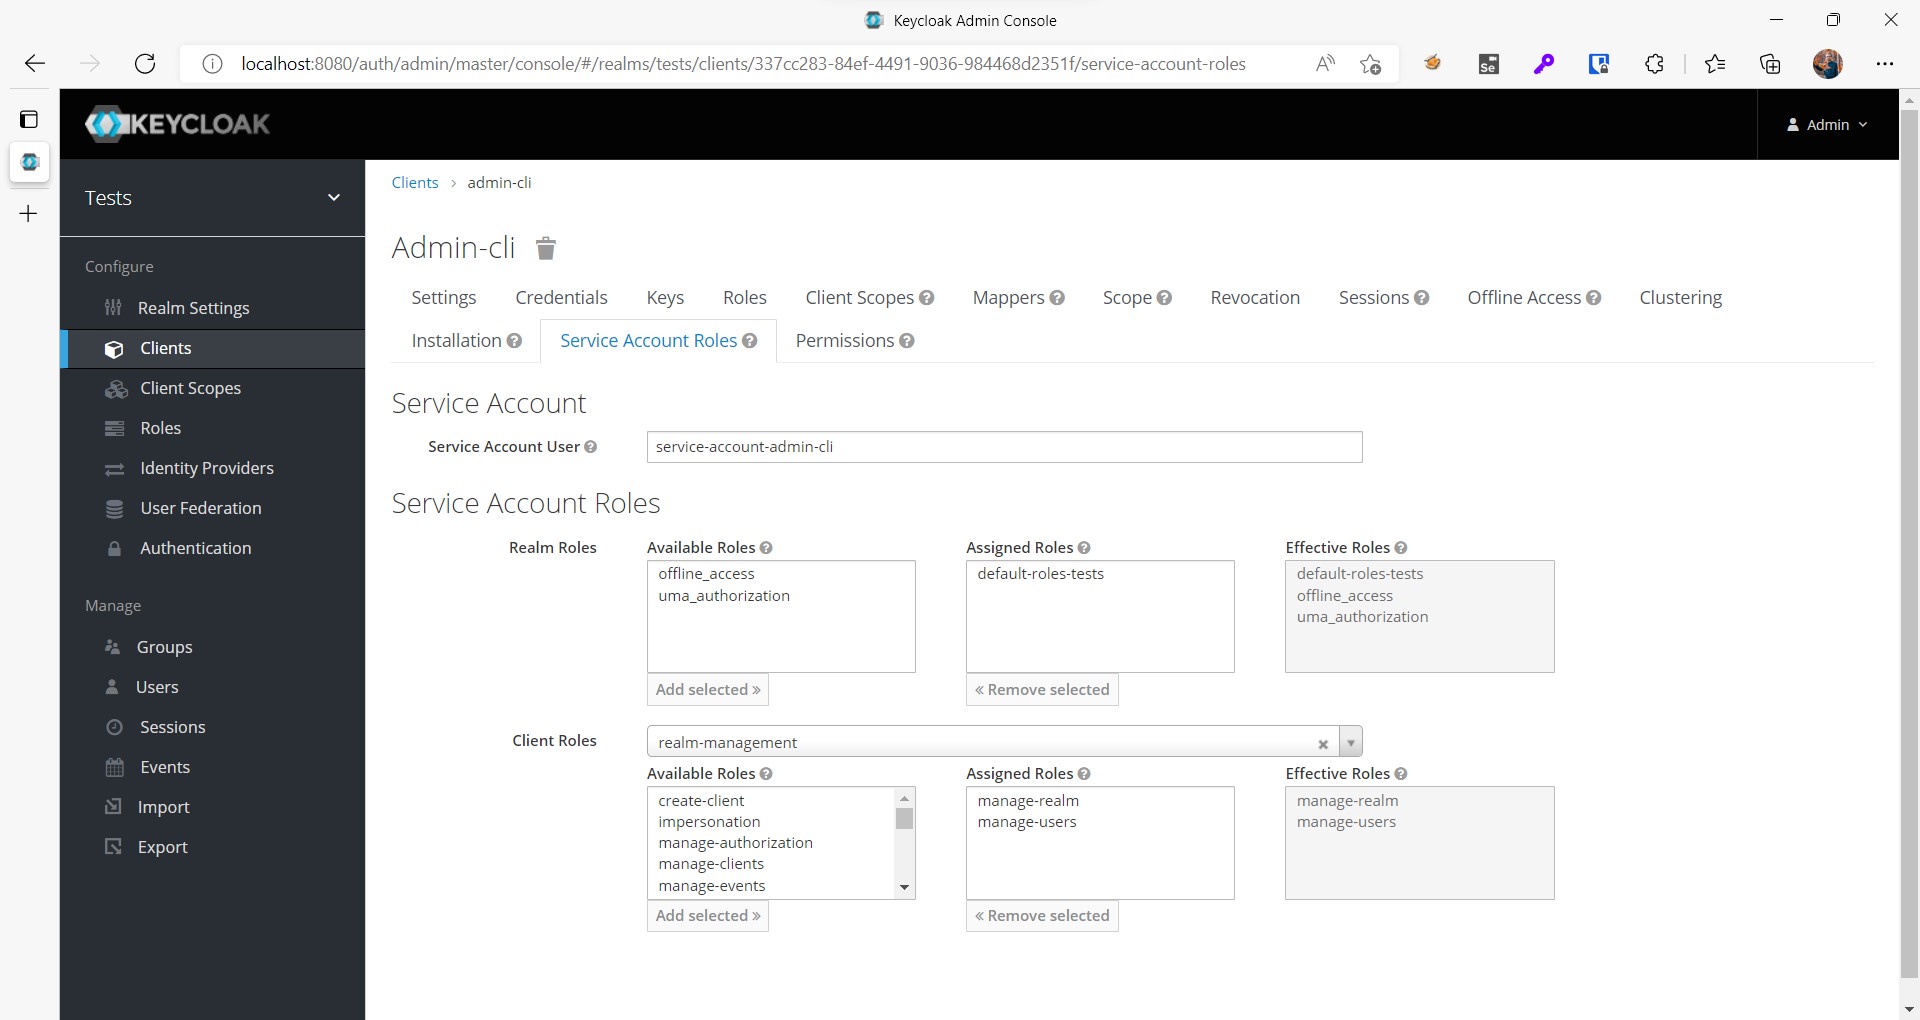 Keycloak Admin Console
localhost:8080/auth/admin/master/console/#/realms/tests/clients/337cc283-84ef-4491-9036-984468d2351f/service-account-roles
Se
KEYCLOAK
Admin
Tests
Configure
Realm Settings
Clients
Client Scopes
Roles
Identity Providers
User Federation
Authentication
Manage
Groups
Users
Sessions
Events
Import
Export
Clients > admin-cli
Admin-cli
Settings Credentials Keys Roles Client Scopes Mappers Scope Revocation Sessions Offline Access Clustering
Installation Service Account Roles Permissions
Service Account
Service Account User service-account-admin-cli
Service Account Roles
Realm Roles Available Roles Assigned Roles Effective Roles
offline_access default-roles-tests default-roles-tests
uma_authorization offline_access
uma_authorization
Add selected » « Remove selected
Client Roles realm-management
Available Roles Assigned Roles Effective Roles
create-client manage-realm manage-realm
impersonation manage-users manage-users
manage-authorization
manage-clients
manage-events
Add selected » « Remove selected